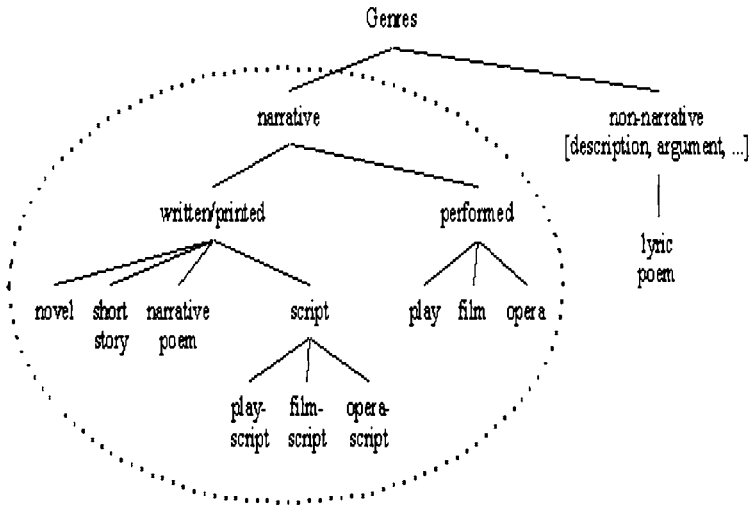 Genres
narrative
non-narrative
[description, argument, ...]
written/printed
performed
lyric
poem
novel
short
story
narrative
poem
script
play
film
opera
play-
script
film-
script
opera-
script